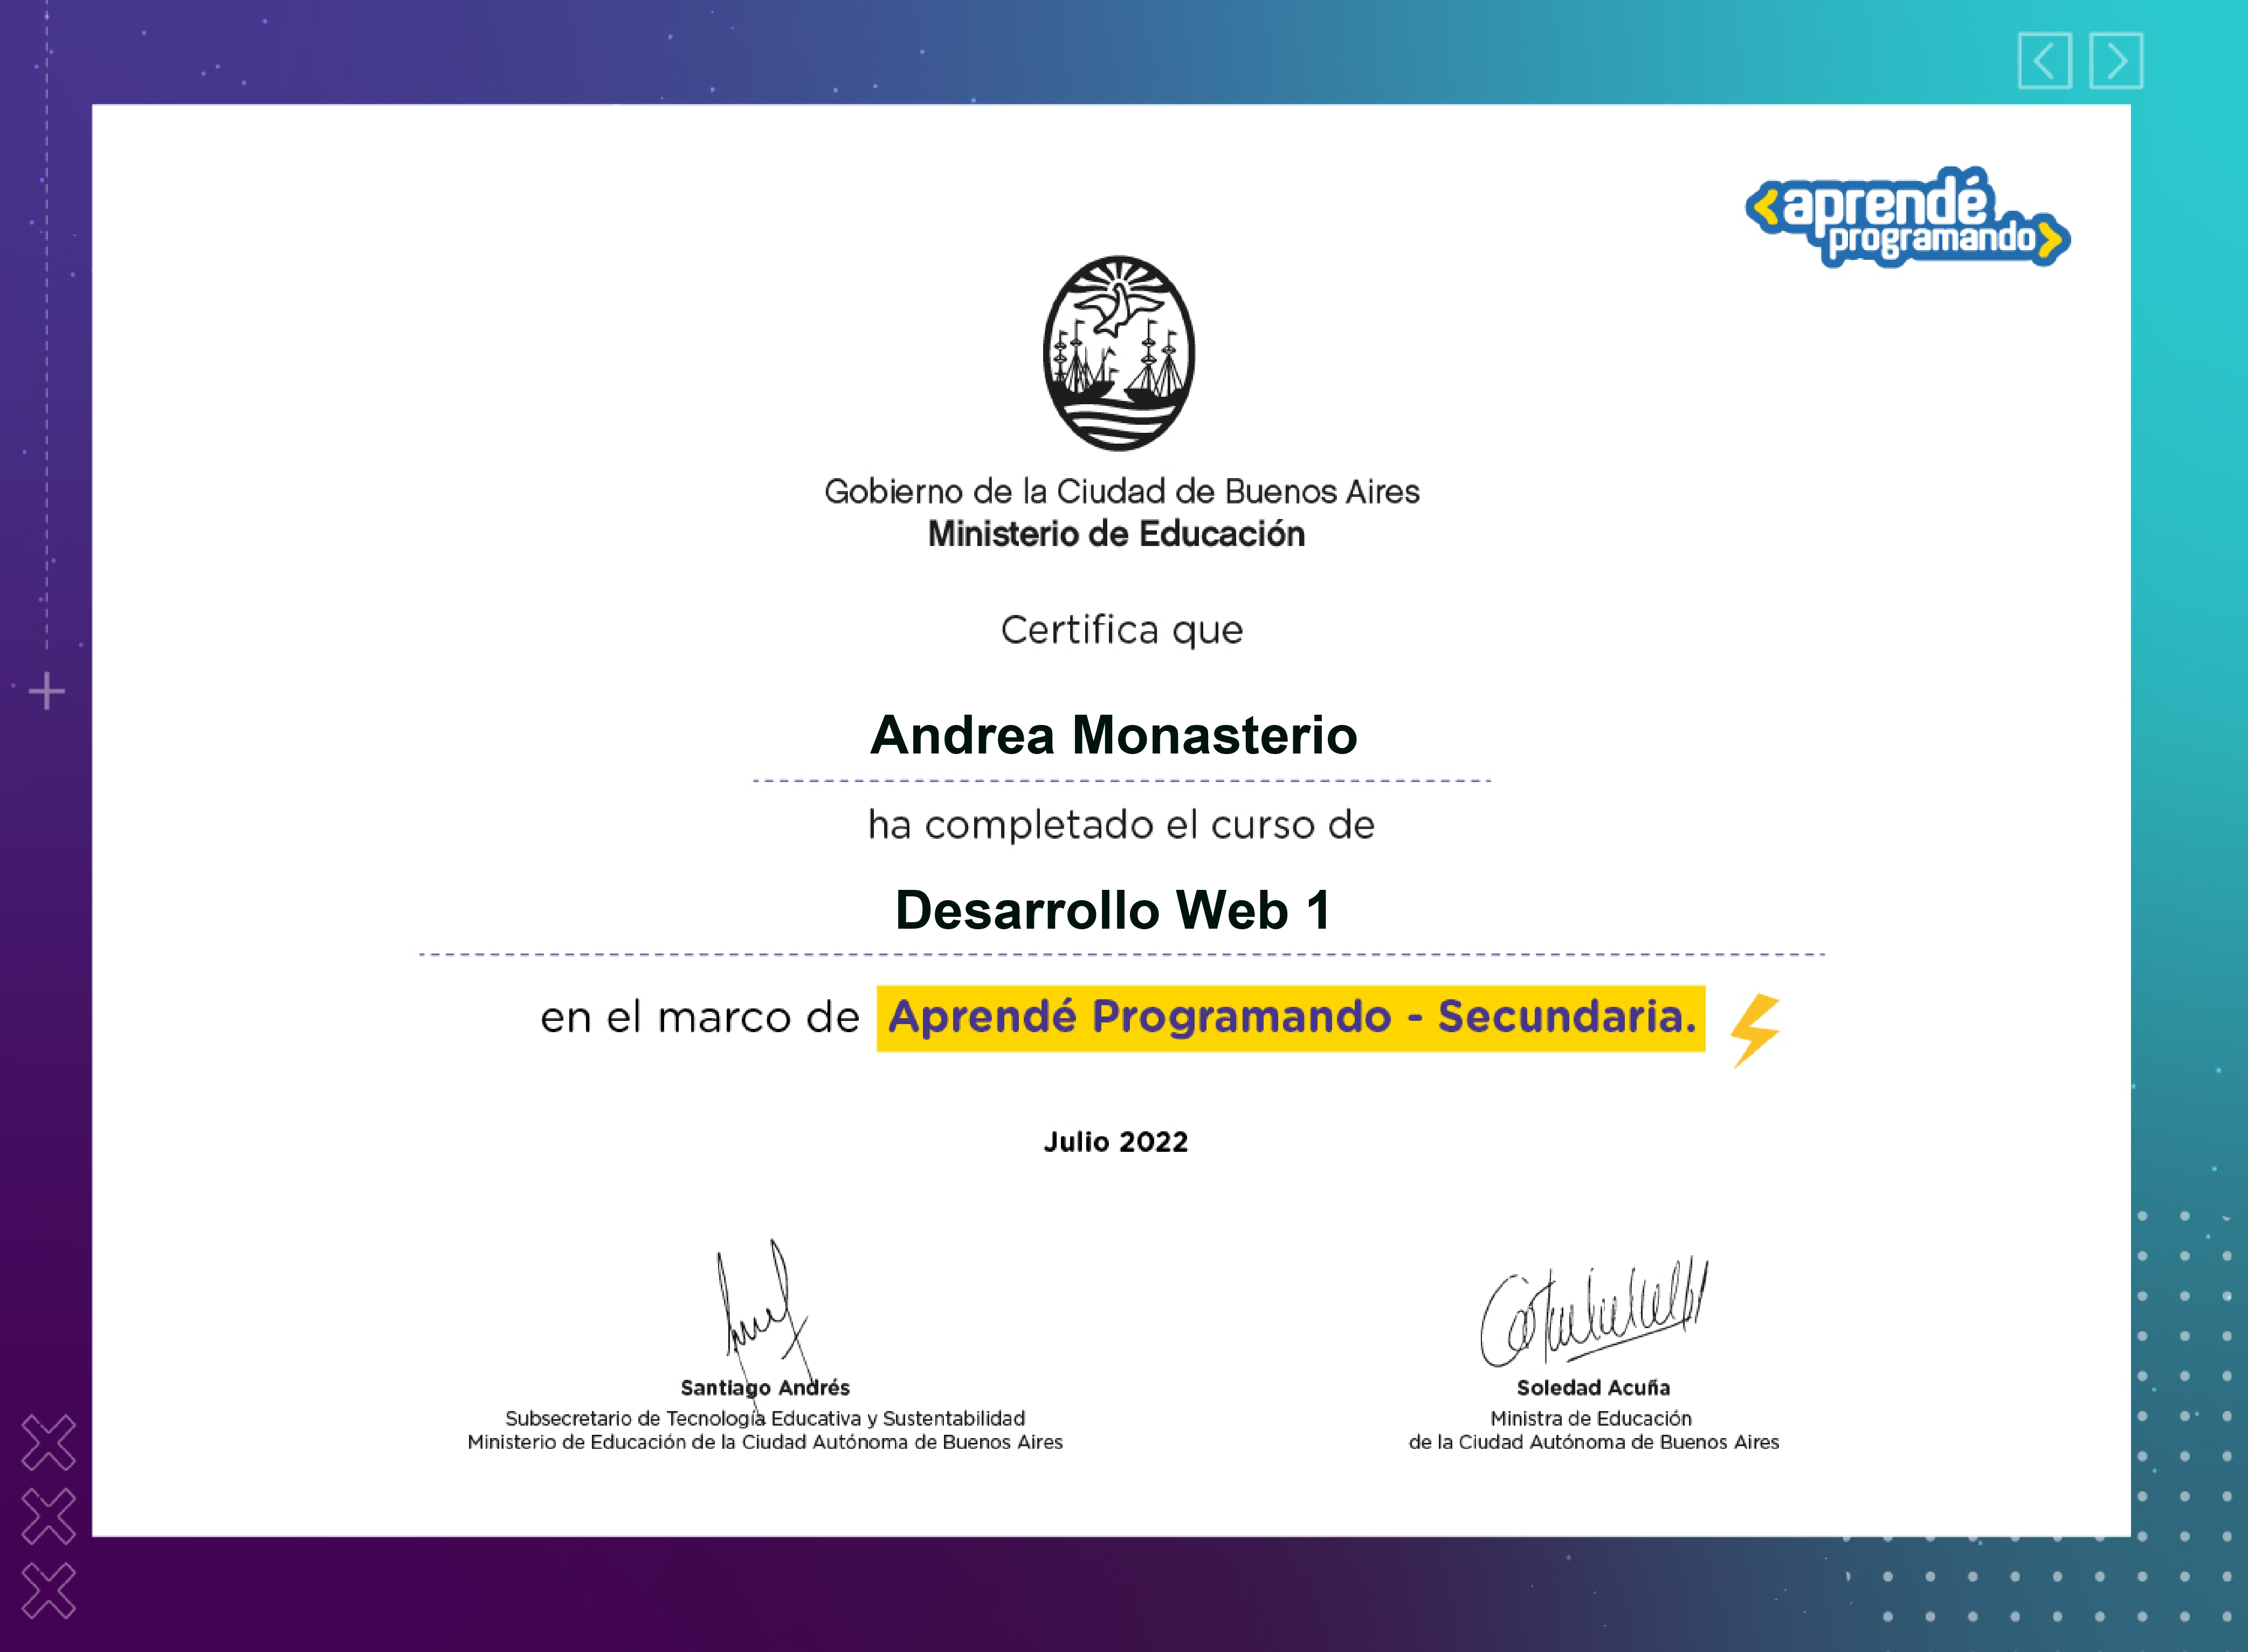 aprendé
programando
Gobierno de la Ciudad de Buenos Aires
Ministerio de Educación
Certifica que
Andrea Monasterio
ha completado el curso de
Desarrollo Web 1
en el marco de Aprendé Programando - Secundaria.
Julio 2022
Santiago Andrés
Subsecretario de Tecnología Educativa y Sustentabilidad
Ministerio de Educación de la Ciudad Autónoma de Buenos Aires
Soledad Acuña
Ministra de Educación
de la Ciudad Autónoma de Buenos Aires